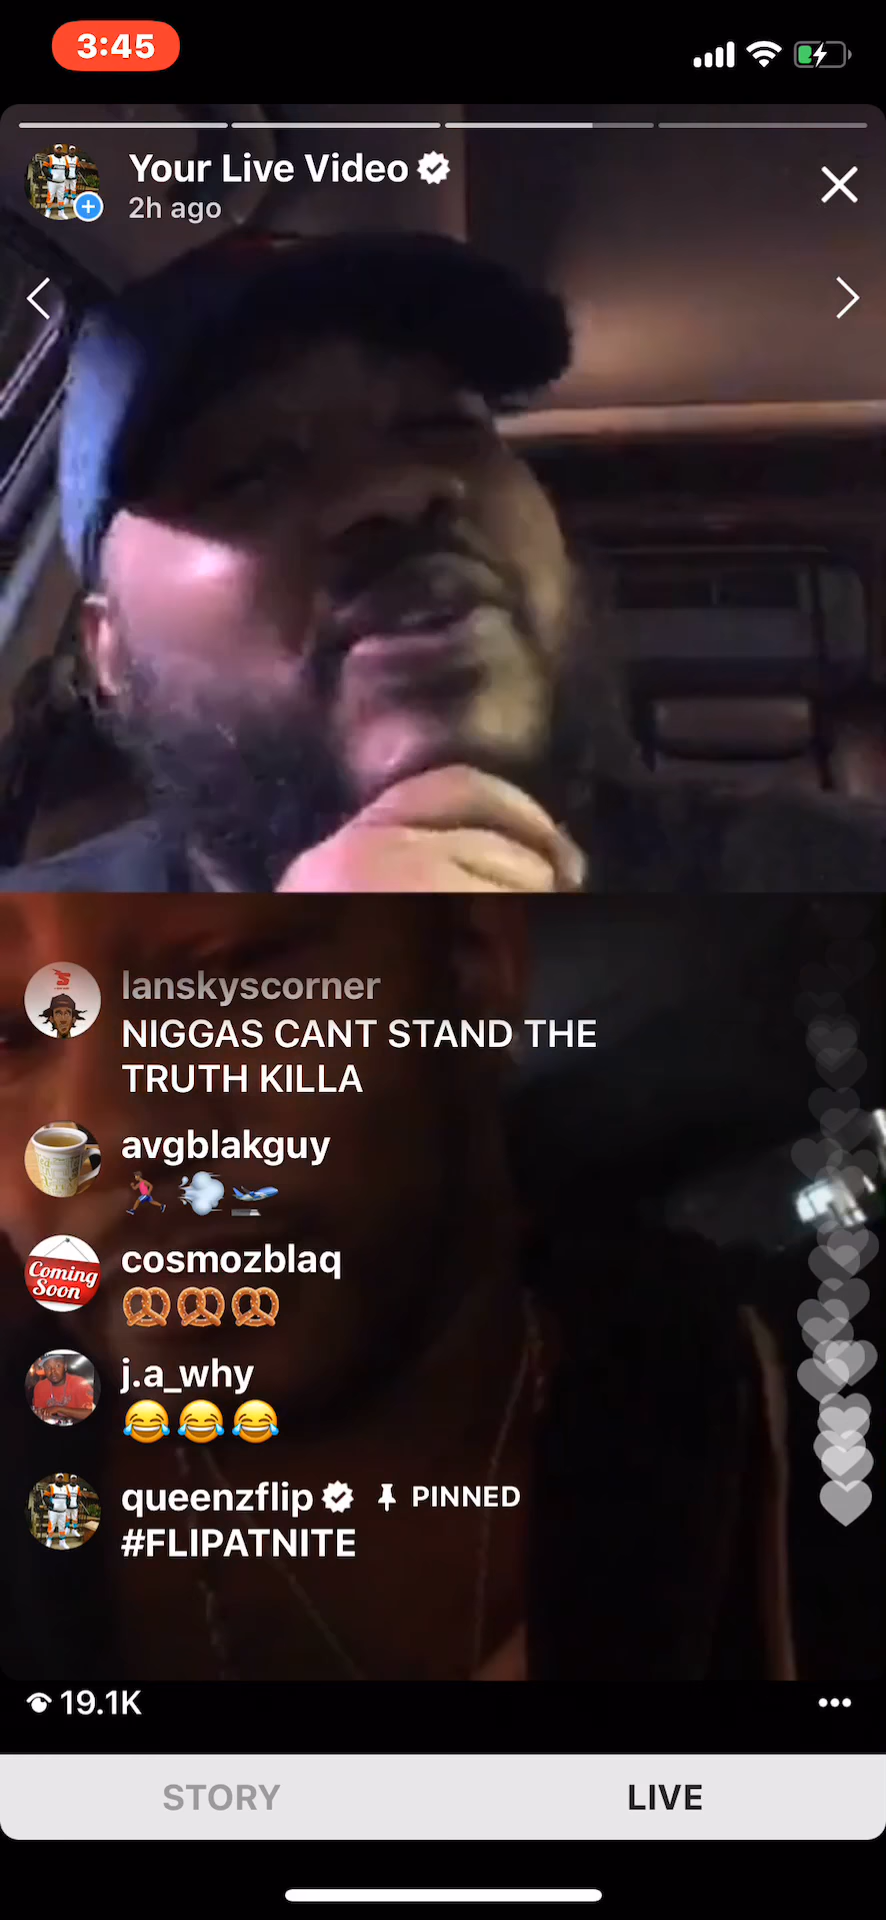 3:45
Your Live Video
2h ago
lanskyscorner
NIGGAS CANT STAND THE
TRUTH KILLA
avgblakguy
Coming
Soon
cosmozblaq
j.a_why
queenzflip PINNED
#FLIPATNITE
19.1K
STORY LIVE